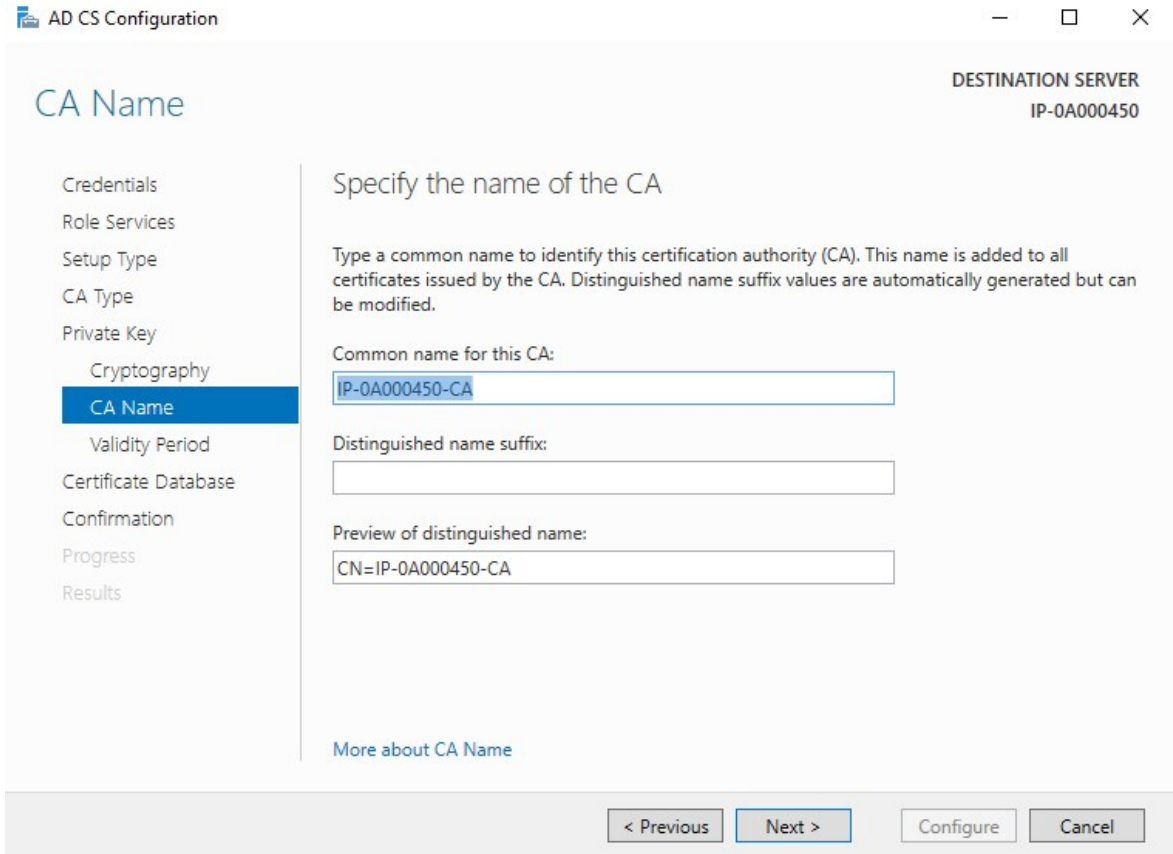 AD CS Configuration
CA Name
DESTINATION SERVER
IP-0A000450
Credentials
Role Services
Setup Type
CA Type
Private Key
Cryptography
CA Name
Validity Period
Certificate Database
Confirmation
Progress
Results
Specify the name of the CA
Type a common name to identify this certification authority (CA). This name is added to all
certificates issued by the CA. Distinguished name suffix values are automatically generated but can
be modified.
Common name for this CA:
IP-0A000450-CA
Distinguished name suffix:
Preview of distinguished name:
CN=IP-0A000450-CA
More about CA Name
< Previous
Next >
Configure
Cancel